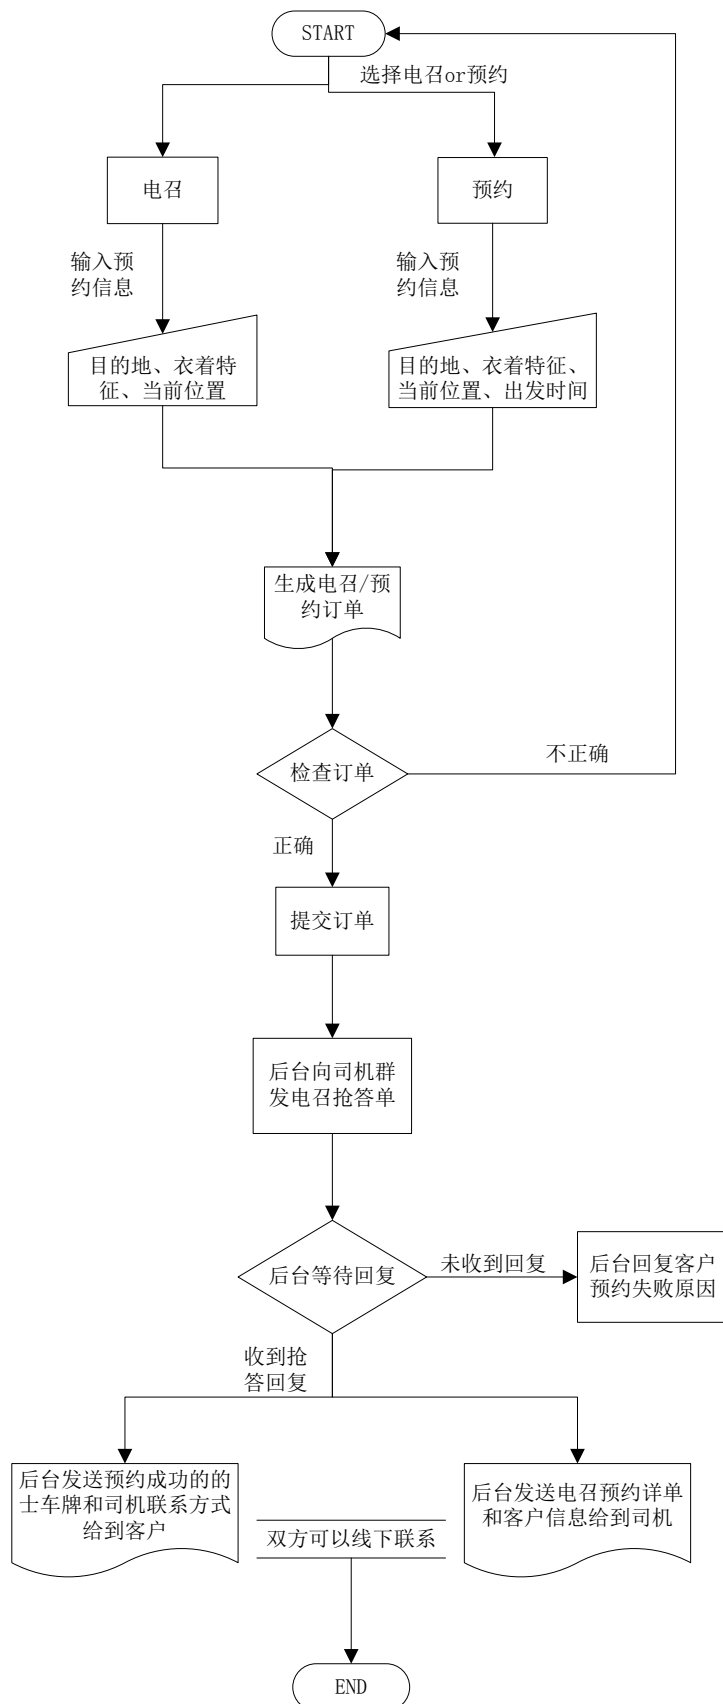 START
选择电召or预约
电召
预约
输入预
约信息
输入预
约信息
目的地、衣着特
征、当前位置
目的地、衣着特征、
当前位置、出发时间
生成电召/预
约订单
检查订单
不正确
正确
提交订单
后台向司机群
发电召抢答单
后台等待回复
未收到回复
后台回复客户
预约失败原因
收到抢
答回复
后台发送预约成功的的
士车牌和司机联系方式
给到客户
后台发送电召预约详单
和客户信息给到司机
双方可以线下联系
END